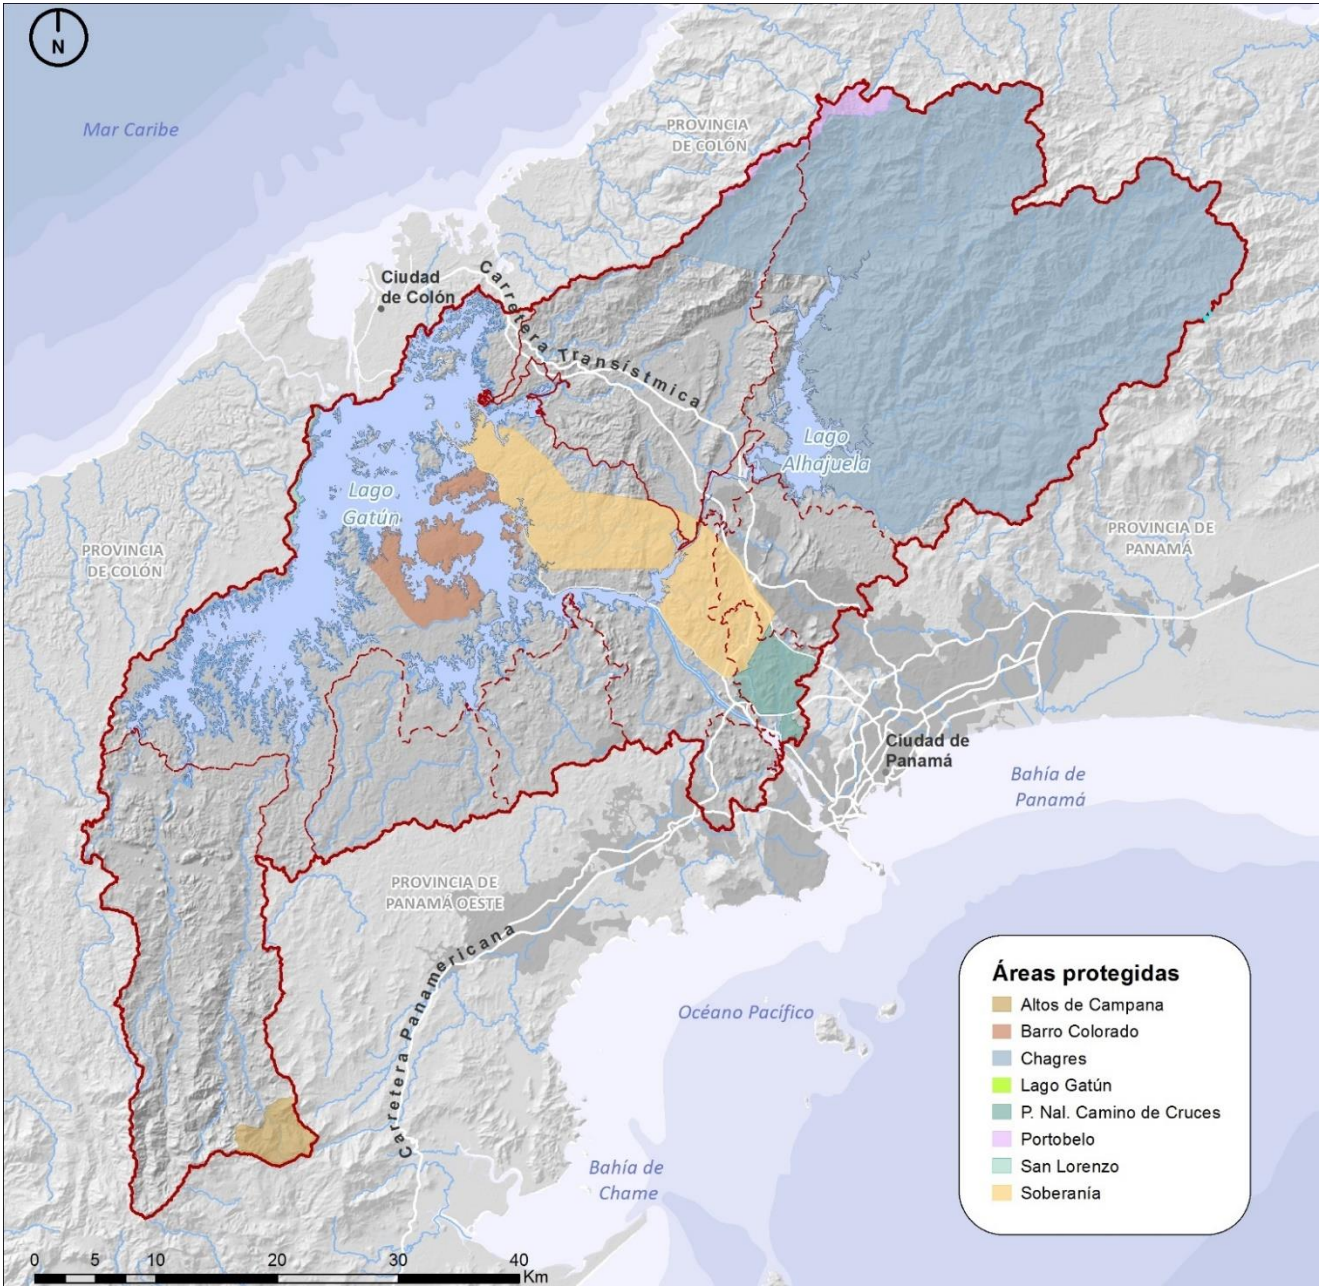 N
Mar Caribe
PROVINCIA
DE COLÓN
Ciudad
de Colón
Carretera Transístmica
Lago
Alhajuela
Lago
Gatún
PROVINCIA
DE COLÓN
PROVINCIA DE
PANAMÁ
Ciudad de
Panamá
Bahía de
Panamá
PROVINCIA DE
PANAMÁ OESTE
Carretera Panamericana
Océano Pacífico
Bahía de
Chame
Áreas protegidas
Altos de Campana
Barro Colorado
Chagres
Lago Gatún
P. Nal. Camino de Cruces
Portobelo
San Lorenzo
Soberanía
0 5 10 20 30 40
Km